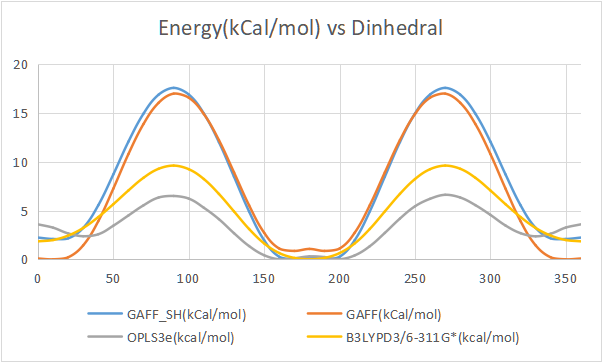 Energy(kCal/mol) vs Dinhedral
20
15
10
5
0
0 50 100 150 200 250 300 350
GAFF_SH(kCal/mol) GAFF(kCal/mol)
OPLS3e(kcal/mol) B3LYPD3/6-311G*(kcal/mol)